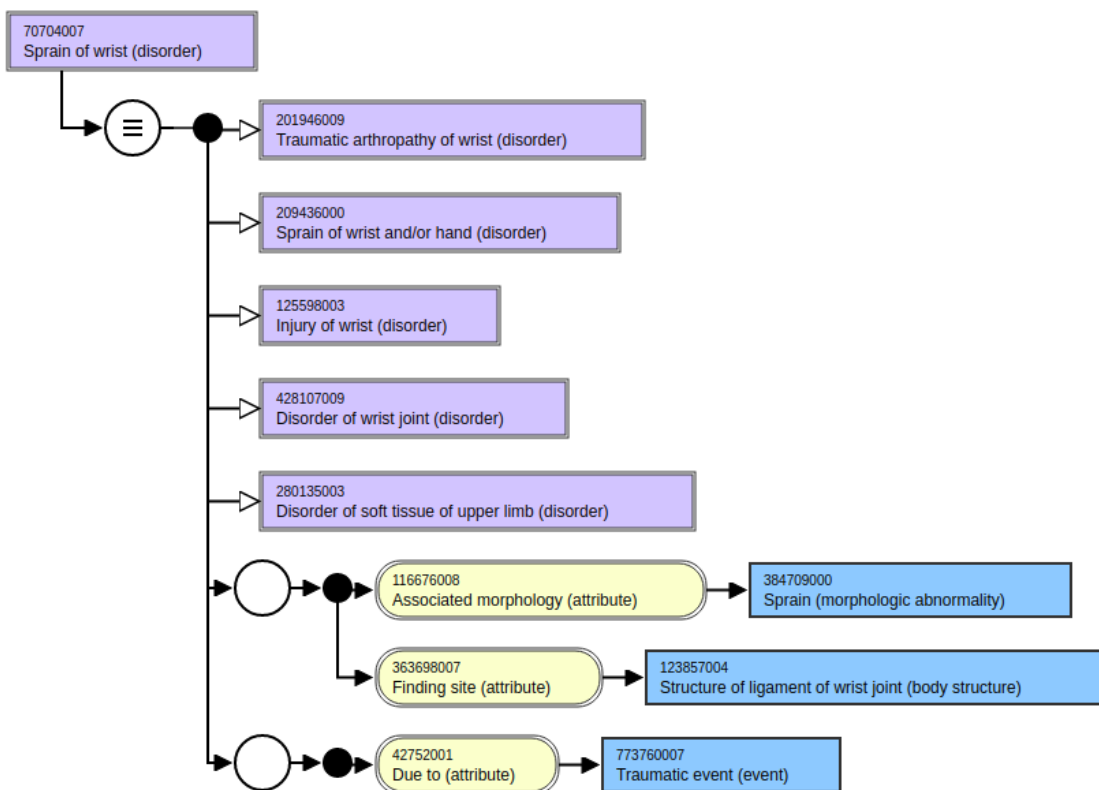 70704007
Sprain of wrist (disorder)
201946009
Traumatic arthropathy of wrist (disorder)
209436000
Sprain of wrist and/or hand (disorder)
125598003
Injury of wrist (disorder)
428107009
Disorder of wrist joint (disorder)
280135003
Disorder of soft tissue of upper limb (disorder)
116676008
Associated morphology (attribute)
384709000
Sprain (morphologic abnormality)
363698007
Finding site (attribute)
123857004
Structure of ligament of wrist joint (body structure)
42752001
Due to (attribute)
773760007
Traumatic event (event)